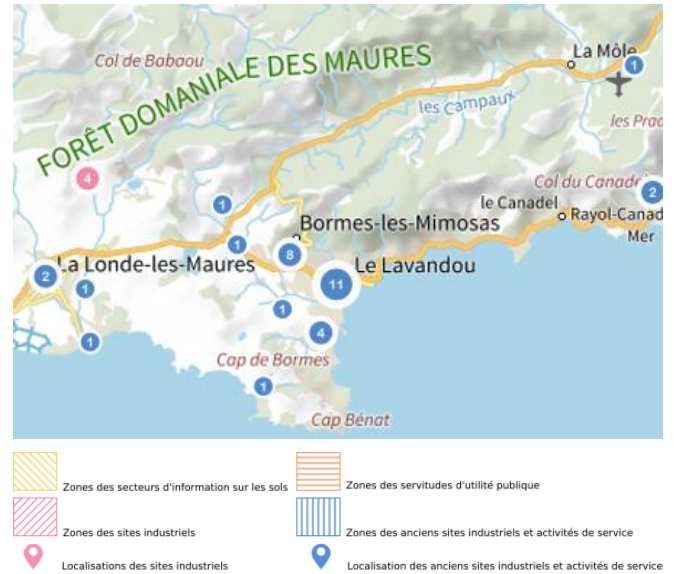 La Môle
1
Col de Babaou
FORÊT DOMANIALE DES MAURES
les Campaux
les Prad
4
Col du Canade
2
1
le Canadel
Rayol-Canad
Mer
Bormes-les-Mimosas
1
8
La Londe-les-Maures
Le Lavandou
2
11
1
1
4
1
Cap de Bormes
1
Cap Bénat
Zones des secteurs d'information sur les sols
Zones des servitudes d'utilité publique
Zones des sites industriels
Zones des anciens sites industriels et activités de service
Localisations des sites industriels
Localisation des anciens sites industriels et activités de service